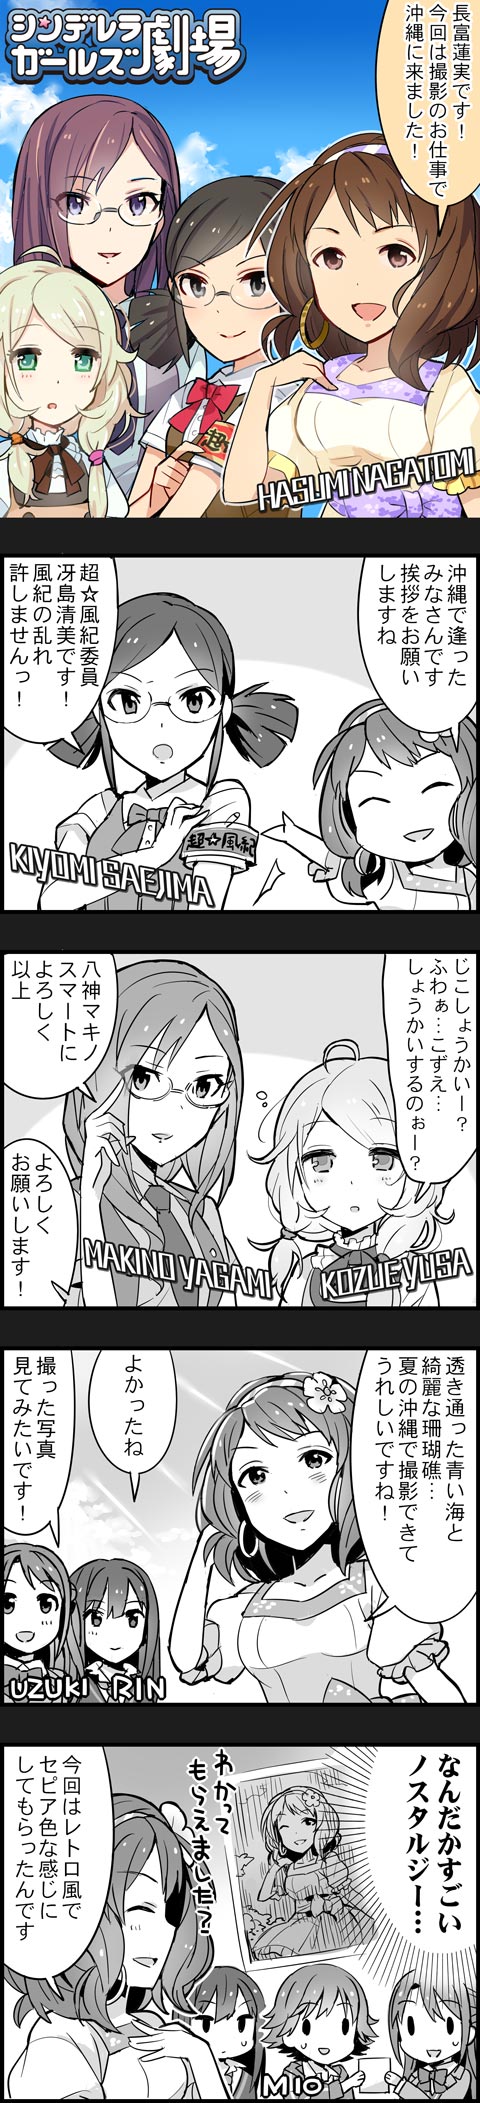 シンデレラ
ガールズ劇場
長富蓮実です！
今回は撮影のお仕事で
沖縄に来ました！
超
HASUMI NAGATOMI
沖縄で逢った
みなさんです
挨拶をお願い
しますね
超☆風紀委員
冴島清美です！
風紀の乱れ
許しませんっ！
超☆風紀
KIYOMI SAEJIMA
じこしょうかいー？
ふわぁ…こずえ…
しょうかいするのぉー？
八神マキノ
スマートに
よろしく
以上
よろしく
お願いします！
MAKINO YAGAMI
KOZUE YUSA
透き通った青い海と
綺麗な珊瑚礁…
夏の沖縄で撮影できて
うれしいですね！
よかったね
撮った写真
見てみたいです！
UZUKI
RIN
なんだかすごい
ノスタルジー…
わかって
もらえました？
今回はレトロ風で
セピア色な感じに
してもらったんです
MIO